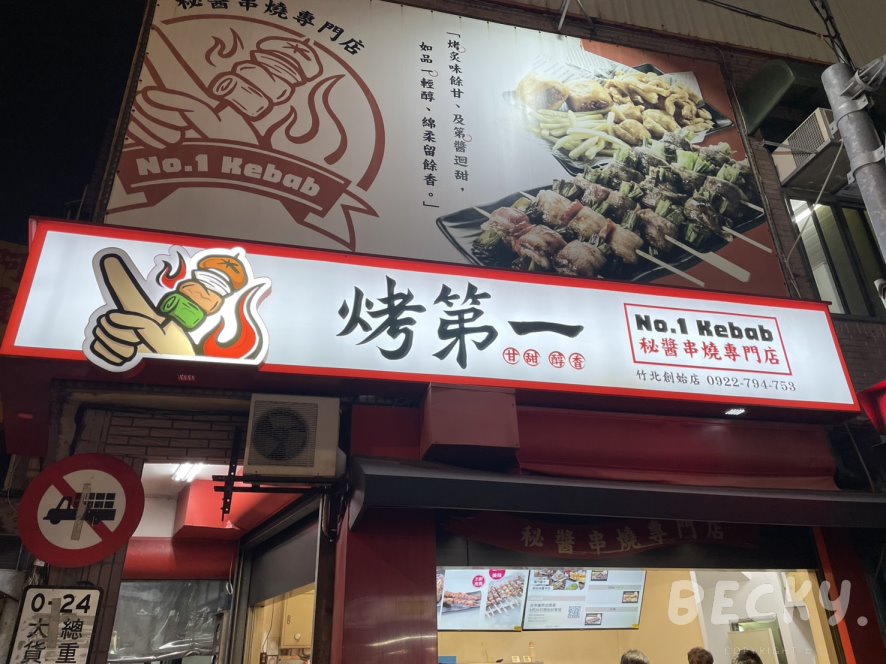 秘醬串燒專門店
No.1 Kebab
「烤炙味餘甘、及第醬迴甜，
如品一輕醇、綿柔留餘香。」
烤第一
甘甜醇香
No.1 Kebab
秘醬串燒專門店
竹北創始店 0922-794-753
秘醬串燒專門店
0-24
大貨
總重
BECKY.
COPYRIGHT